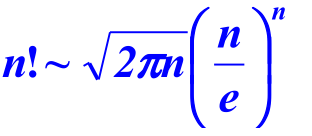 n! ~ √(2πn) (n/e)^n